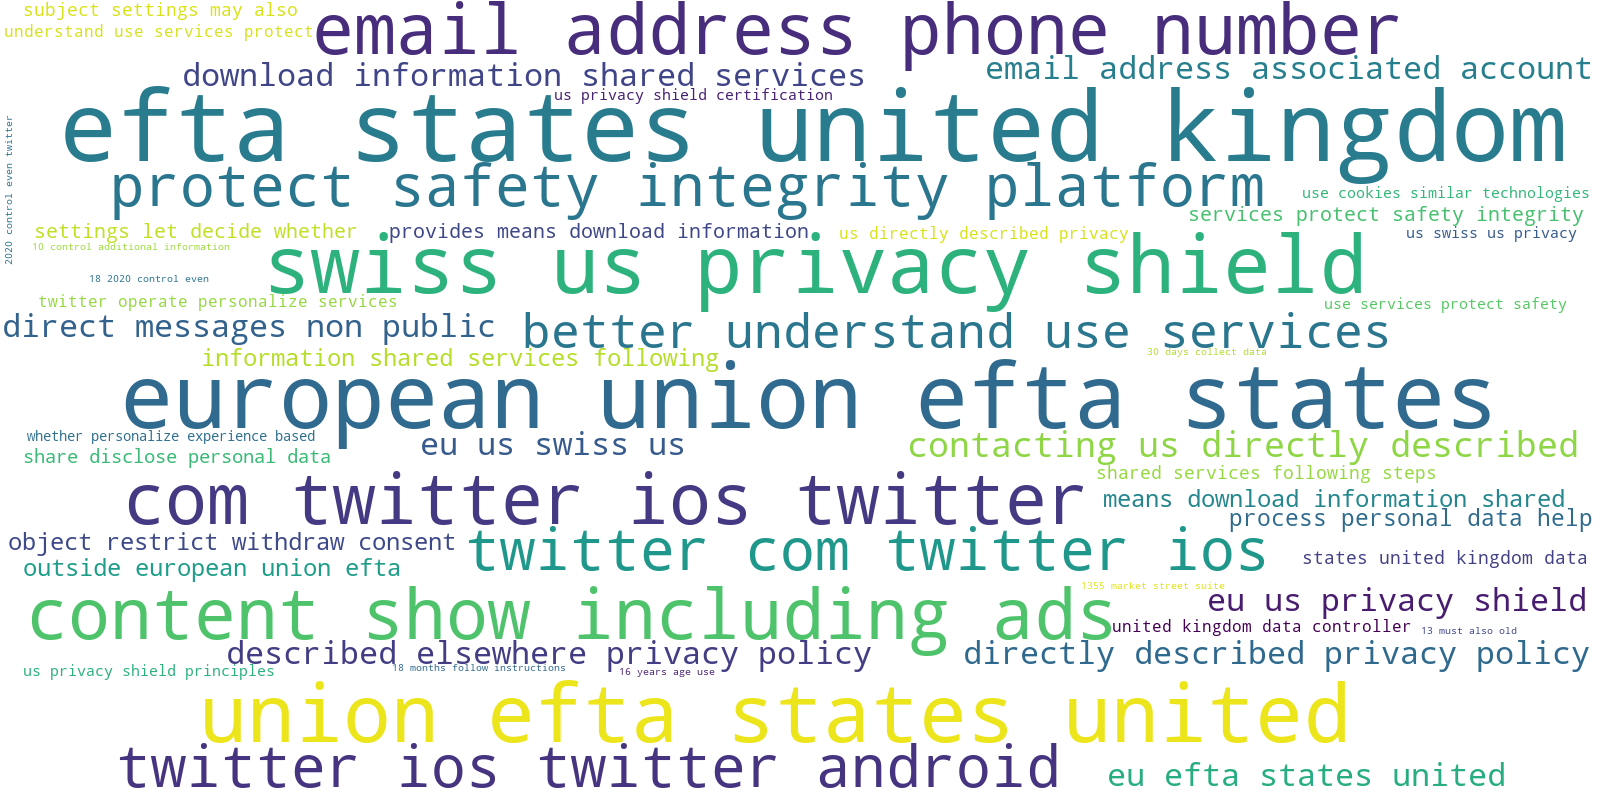 subject settings may also
email address phone number
understand use services protect
download information shared services
email address associated account
us privacy shield certification
efta states united kingdom
2020 control even twitter
protect safety integrity platform
use cookies similar technologies
services protect safety integrity
settings let decide whether
provides means download information
us directly described privacy
us swiss us privacy
10 control additional information
swiss us privacy shield
18 2020 control even
twitter operate personalize services
use services protect safety
direct messages non public
better understand use services
information shared services following
30 days collect data
european union efta states
whether personalize experience based
eu us swiss us
contacting us directly described
share disclose personal data
shared services following steps
com twitter ios twitter
means download information shared
process personal data help
object restrict withdraw consent
twitter com twitter ios
states united kingdom data
outside european union efta
1355 market street suite
content show including ads
eu us privacy shield
united kingdom data controller
13 must also old
described elsewhere privacy policy
directly described privacy policy
us privacy shield principles
18 months follow instructions
16 years age use
union efta states united
twitter ios twitter android
eu efta states united